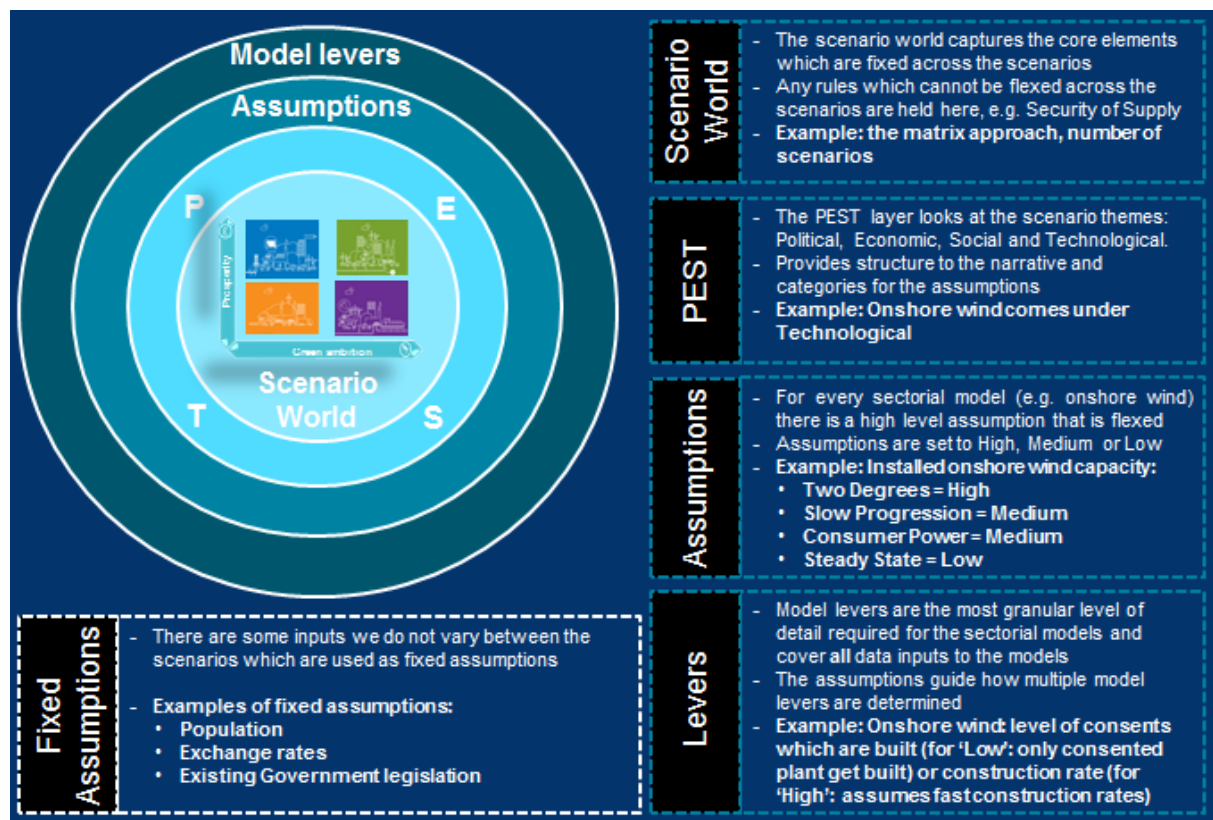 Model levers
Assumptions
P
E
Prosperity
Green ambition
Scenario
World
T
S
Scenario
World
- The scenario world captures the core elements
which are fixed across the scenarios
- Any rules which cannot be flexed across the
scenarios are held here, e.g. Security of Supply
- Example: the matrix approach, number of
scenarios
PEST
- The PEST layer looks at the scenario themes:
Political, Economic, Social and Technological.
- Provides structure to the narrative and
categories for the assumptions
- Example: Onshore wind comes under
Technological
Assumptions
- For every sectorial model (e.g. onshore wind)
there is a high level assumption that is flexed
- Assumptions are set to High, Medium or Low
- Example: Installed onshore wind capacity:
• Two Degrees = High
• Slow Progression = Medium
• Consumer Power = Medium
• Steady State = Low
Fixed
Assumptions
- There are some inputs we do not vary between the
scenarios which are used as fixed assumptions
- Examples of fixed assumptions:
• Population
• Exchange rates
• Existing Government legislation
Levers
- Model levers are the most granular level of
detail required for the sectorial models and
cover all data inputs to the models
- The assumptions guide how multiple model
levers are determined
- Example: Onshore wind: level of consents
which are built (for ‘Low’: only consented
plant get built) or construction rate (for
‘High’: assumes fast construction rates)